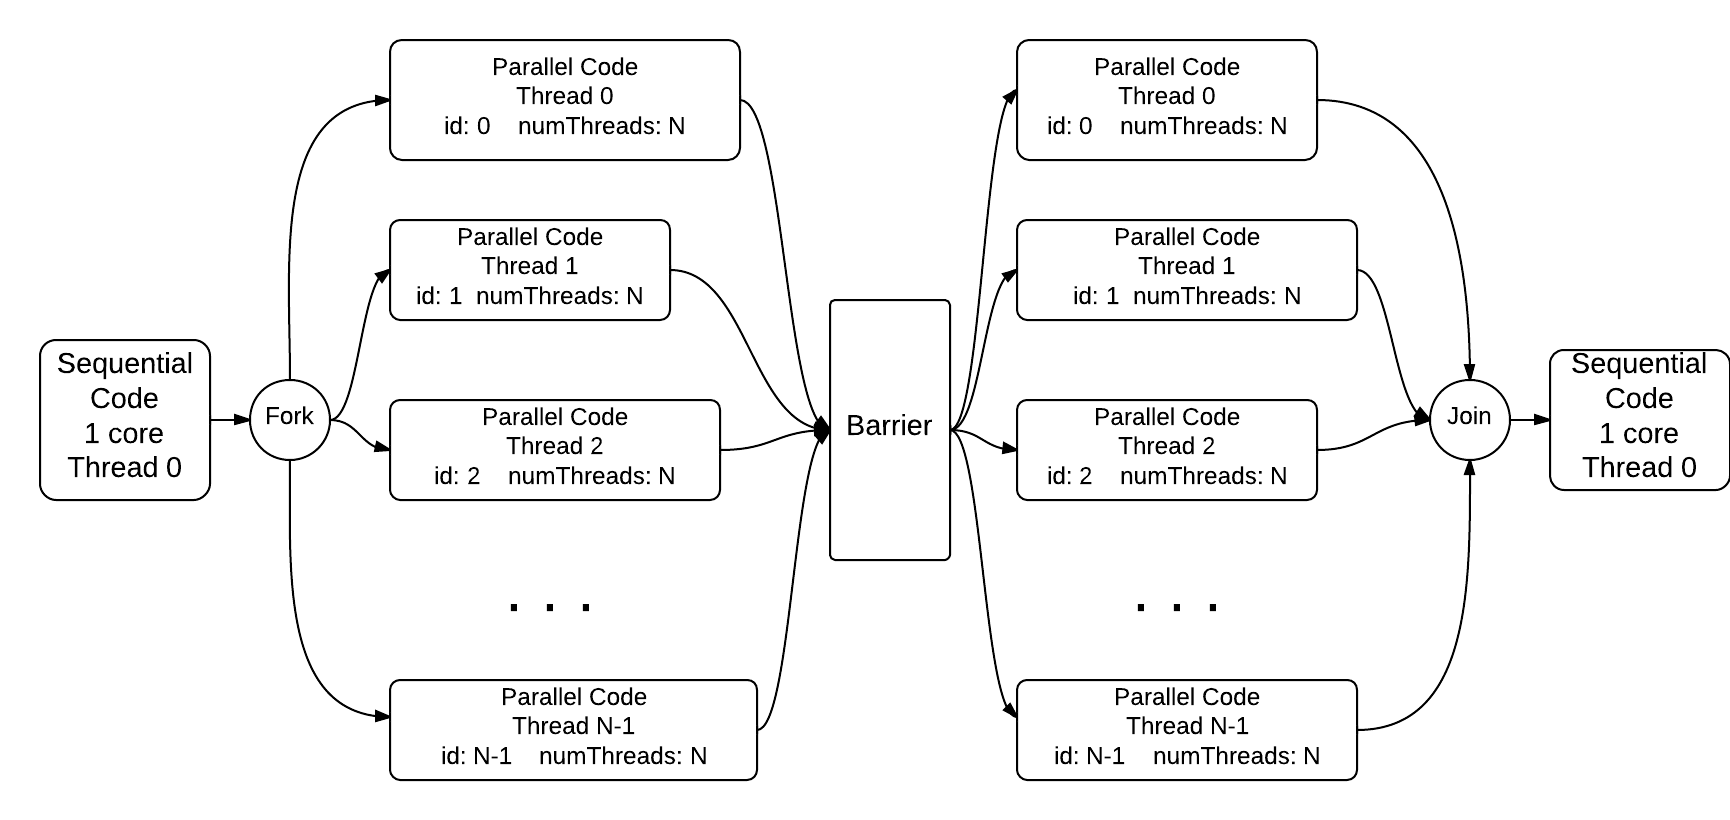 Sequential
Code
1 core
Thread 0
Fork
Parallel Code
Thread 0
id: 0 numThreads: N
Parallel Code
Thread 1
id: 1 numThreads: N
Parallel Code
Thread 2
id: 2 numThreads: N
. . .
Parallel Code
Thread N-1
id: N-1 numThreads: N
Barrier
Parallel Code
Thread 0
id: 0 numThreads: N
Parallel Code
Thread 1
id: 1 numThreads: N
Parallel Code
Thread 2
id: 2 numThreads: N
. . .
Parallel Code
Thread N-1
id: N-1 numThreads: N
Join
Sequential
Code
1 core
Thread 0